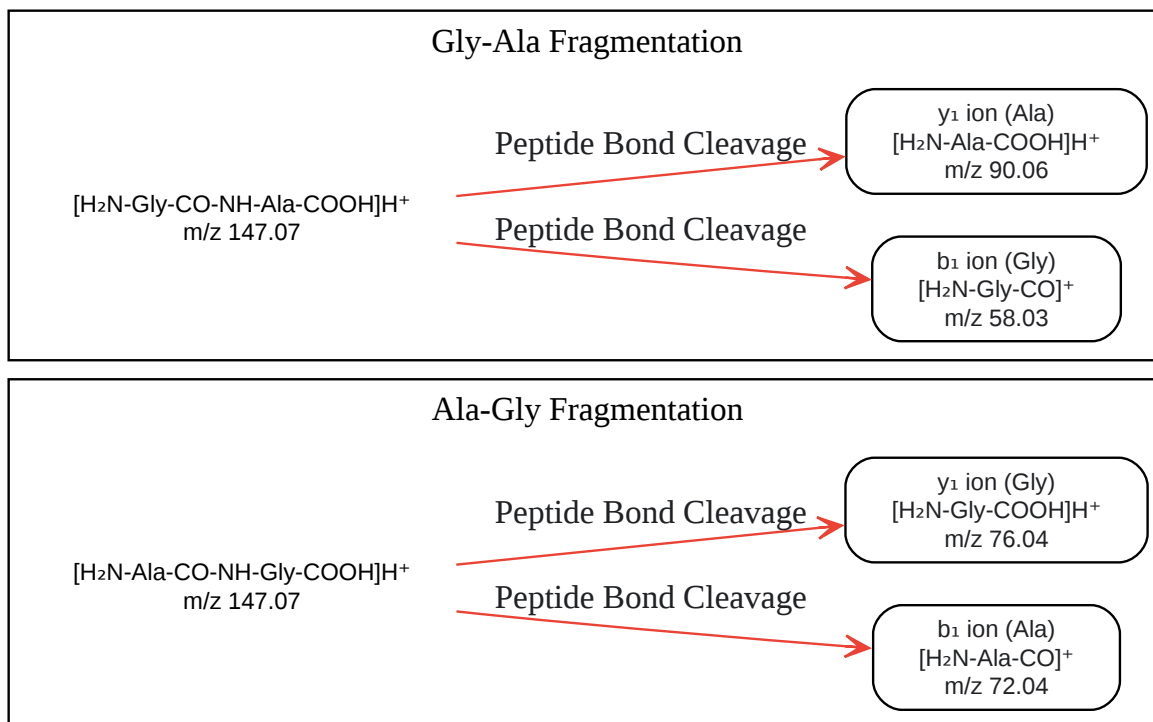 Gly-Ala Fragmentation
[H₂N-Gly-CO-NH-Ala-COOH]H⁺
m/z 147.07
Peptide Bond Cleavage
Peptide Bond Cleavage
y₁ ion (Ala)
[H₂N-Ala-COOH]H⁺
m/z 90.06
b₁ ion (Gly)
[H₂N-Gly-CO]⁺
m/z 58.03
Ala-Gly Fragmentation
[H₂N-Ala-CO-NH-Gly-COOH]H⁺
m/z 147.07
Peptide Bond Cleavage
Peptide Bond Cleavage
y₁ ion (Gly)
[H₂N-Gly-COOH]H⁺
m/z 76.04
b₁ ion (Ala)
[H₂N-Ala-CO]⁺
m/z 72.04